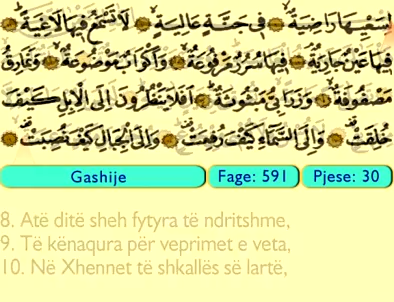 لِّسَعْيِهَا رَاضِيَةٌ فِي جَنَّةٍ عَالِيَةٍ لَّا تَسْمَعُ فِيهَا لَاغِيَةً
فِيهَا عَيْنٌ جَارِيَةٌ فِيهَا سُرُرٌ مَّرْفُوعَةٌ وَأَكْوَابٌ مَّوْضُوعَةٌ وَنَمَارِقُ
مَصْفُوفَةٌ وَزَرَابِيُّ مَبْثُوثَةٌ أَفَلَا يَنظُرُونَ إِلَى الْإِبِلِ كَيْفَ
خُلِقَتْ وَإِلَى السَّمَاءِ كَيْفَ رُفِعَتْ وَإِلَى الْجِبَالِ كَيْفَ نُصِبَتْ
Gashije Fage: 591 Pjese: 30
8. Atë ditë sheh fytyra të ndritshme,
9. Të kënaqura për veprimet e veta,
10. Në Xhennet të shkallës së lartë,